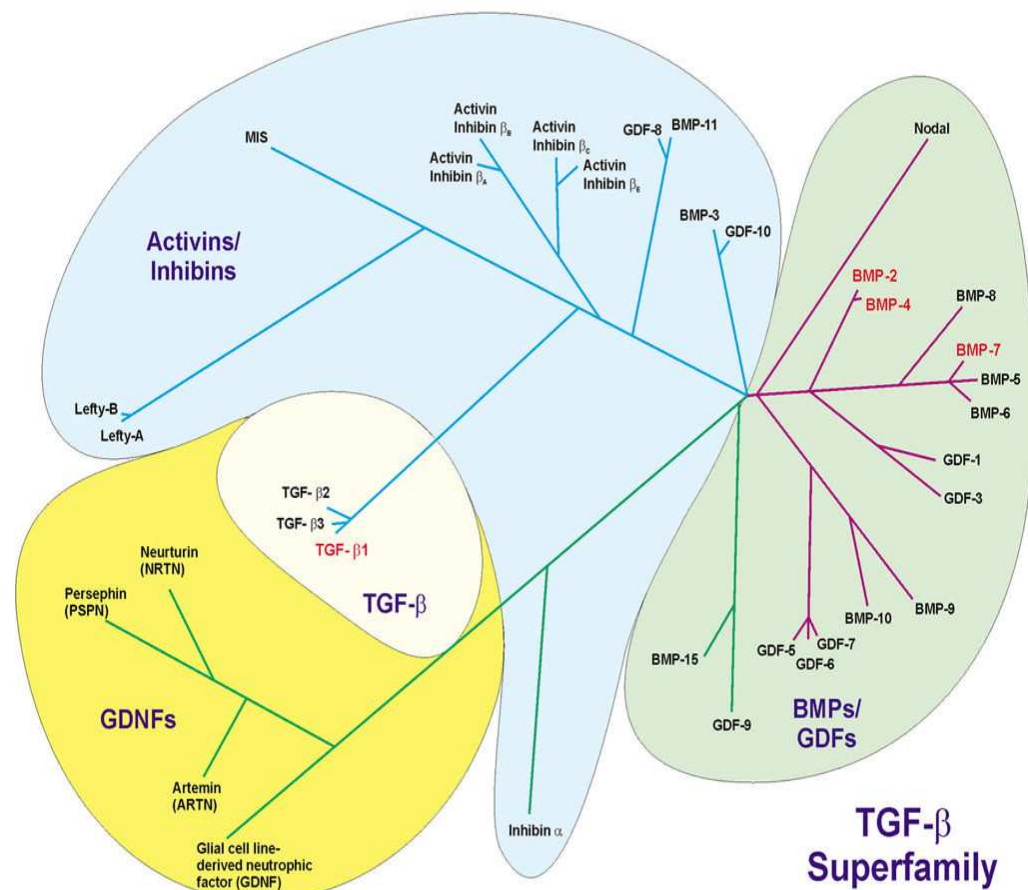 MIS
Activin
Inhibin βB
Activin
Inhibin βA
Activin
Inhibin βC
Activin
Inhibin βE
GDF-8
BMP-11
BMP-3
GDF-10
Nodal
Activins/
Inhibins
BMP-2
BMP-4
BMP-8
BMP-7
BMP-5
BMP-6
GDF-1
GDF-3
Lefty-B
Lefty-A
TGF- β2
TGF- β3
TGF- β1
TGF-β
Neurturin
(NRTN)
Persephin
(PSPN)
GDNFs
Artemin
(ARTN)
Glial cell line-
derived neutrophic
factor (GDNF)
Inhibin α
BMP-15
GDF-9
GDF-5
GDF-6
GDF-7
BMP-10
BMP-9
BMPs/
GDFs
TGF-β
Superfamily